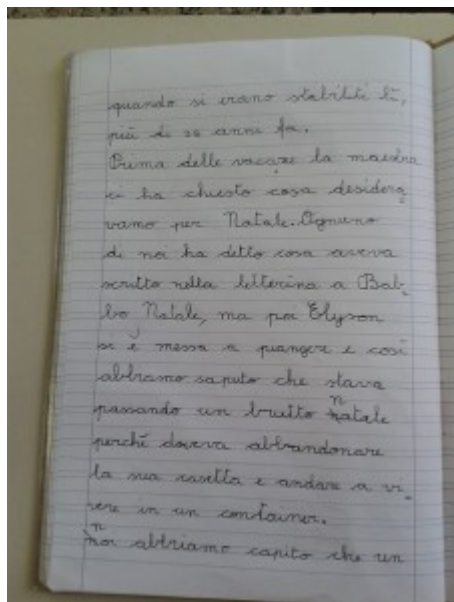 quando si erano stabiliti lì,
più di 20 anni fa.
Prima delle vacaze la maestra
ci ha chiesto cosa desidera
vamo per Natale. Ognuno
di noi ha detto cosa aveva
scritto nella letterina a Bab-
bo Natale, ma poi Elyson
si è messa a piangere e così
abbiamo saputo che stava
passando un brutto natale
perché doveva abbandonare
la sua casetta e andare a vi-
vere in un container.
noi abbiamo capito che un